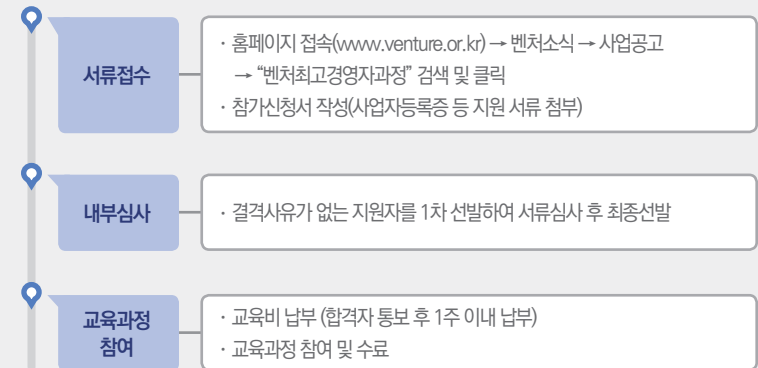 서류접수
· 홈페이지 접속(www.venture.or.kr) → 벤처소식 → 사업공고
→ “벤처최고경영자과정” 검색 및 클릭
· 참가신청서 작성(사업자등록증 등 지원 서류 첨부)
내부심사
· 결격사유가 없는 지원자를 1차 선발하여 서류심사 후 최종선발
교육과정
참여
· 교육비 납부 (합격자 통보 후 1주 이내 납부)
· 교육과정 참여 및 수료